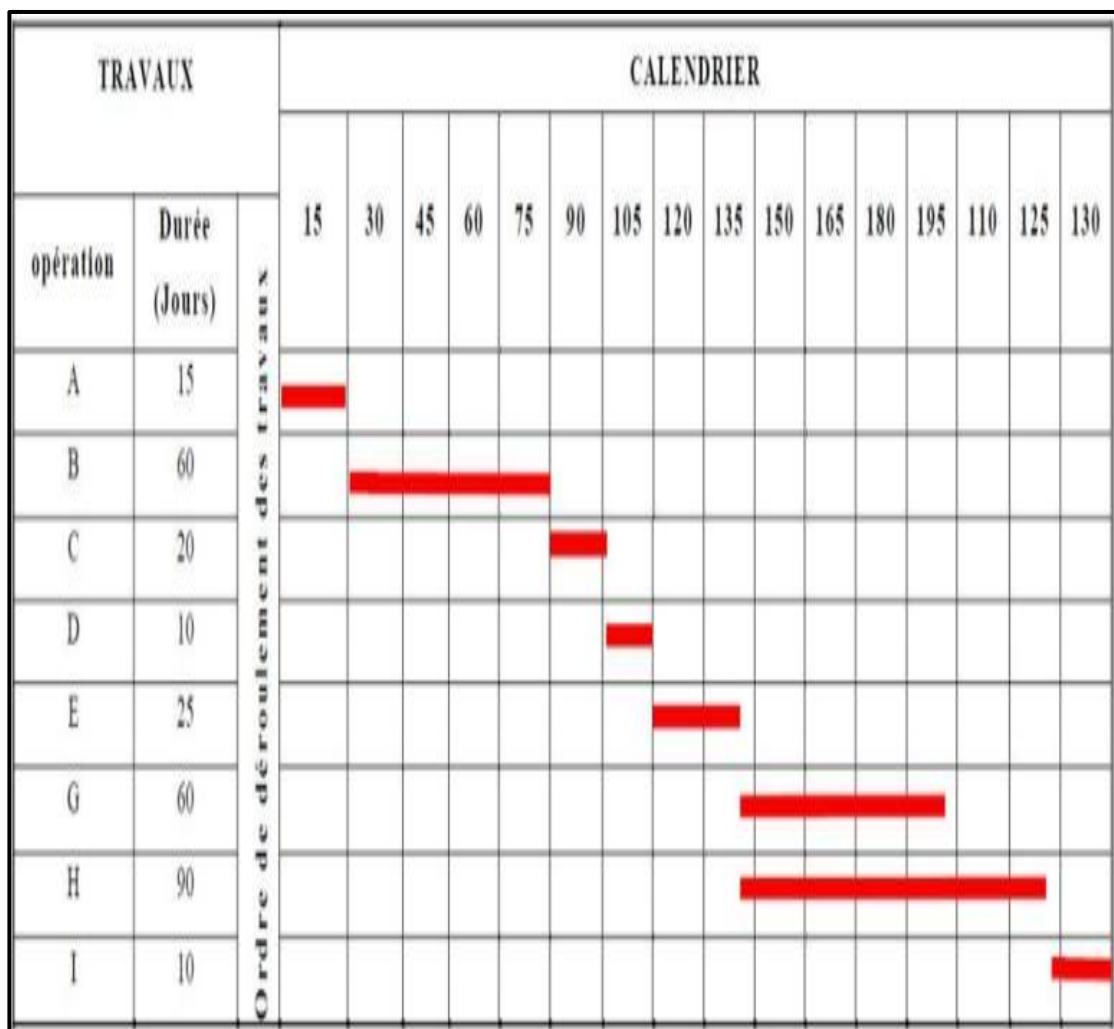 TRAVAUX
CALENDRIER
opération
Durée
(Jours)
Ordre de déroulement des travaux
15 30 45 60 75 90 105 120 135 150 165 180 195 110 125 130
A 15
B 60
C 20
D 10
E 25
G 60
H 90
I 10